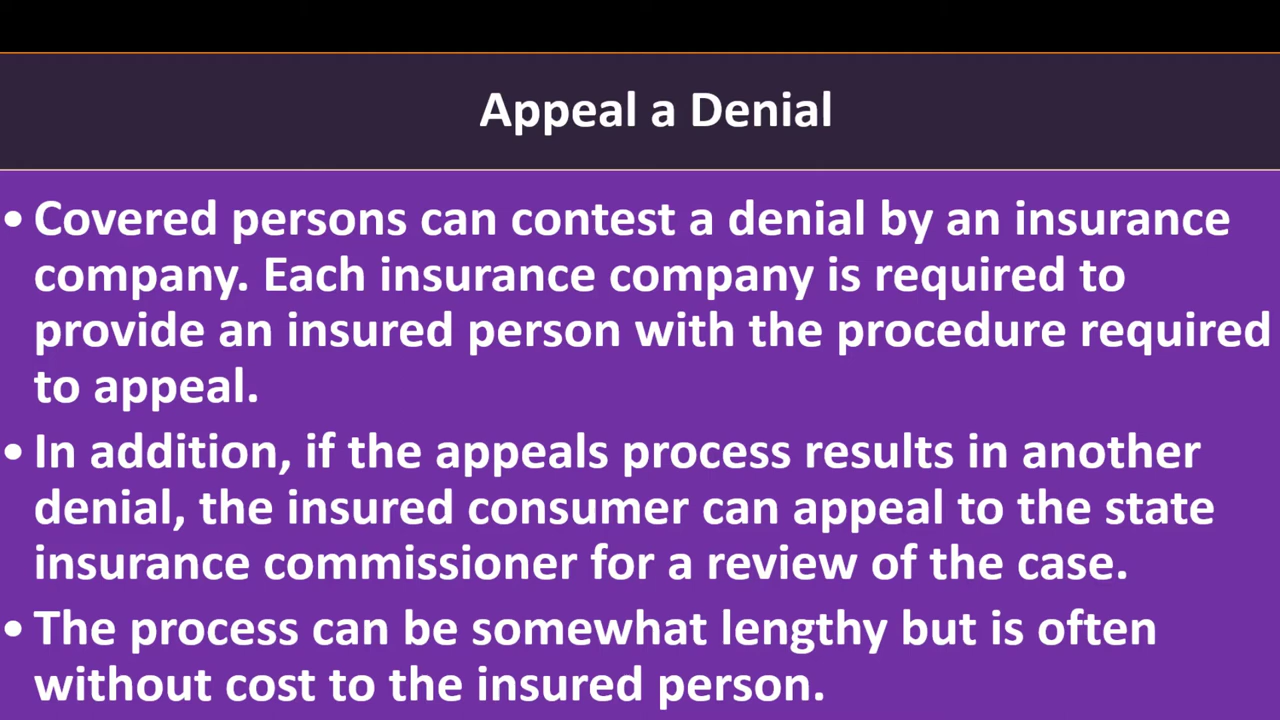 Appeal a Denial
• Covered persons can contest a denial by an insurance
company. Each insurance company is required to
provide an insured person with the procedure required
to appeal.
• In addition, if the appeals process results in another
denial, the insured consumer can appeal to the state
insurance commissioner for a review of the case.
• The process can be somewhat lengthy but is often
without cost to the insured person.